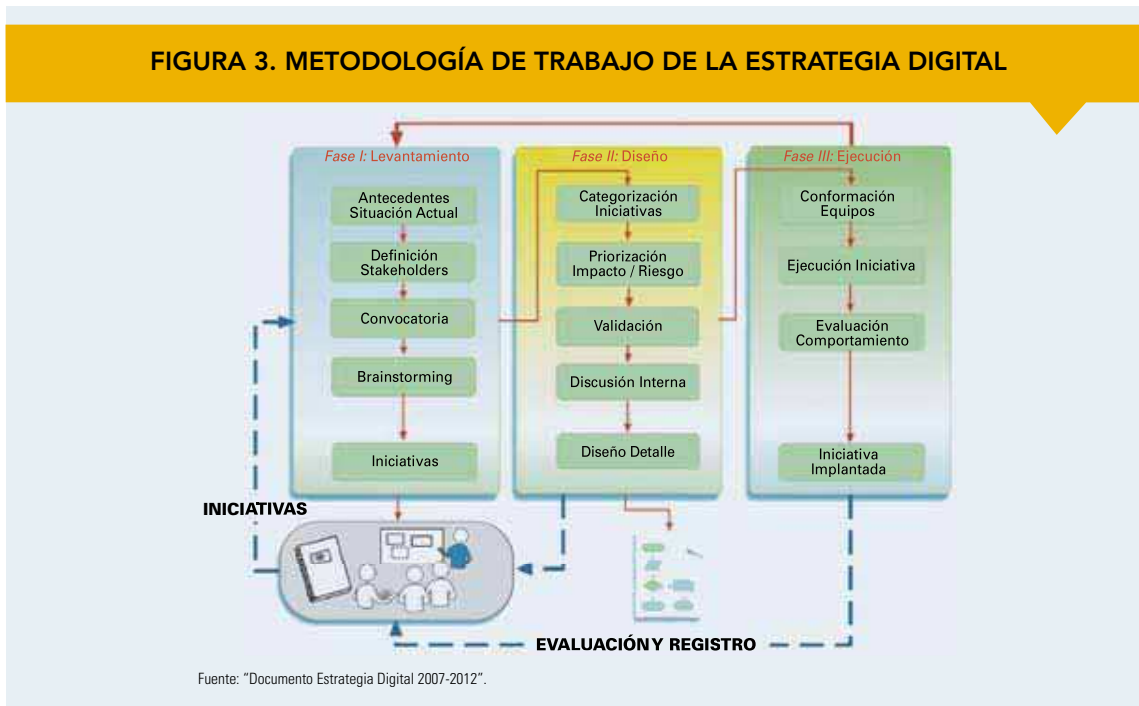 FIGURA 3. METODOLOGÍA DE TRABAJO DE LA ESTRATEGIA DIGITAL
Fase I: Levantamiento
Antecedentes
Situación Actual
Definición
Stakeholders
Convocatoria
Brainstorming
Iniciativas
Fase II: Diseño
Categorización
Iniciativas
Priorización
Impacto / Riesgo
Validación
Discusión Interna
Diseño Detalle
Fase III: Ejecución
Conformación
Equipos
Ejecución Iniciativa
Evaluación
Comportamiento
Iniciativa
Implantada
INICIATIVAS
EVALUACIÓN Y REGISTRO
Fuente: “Documento Estrategia Digital 2007-2012”.